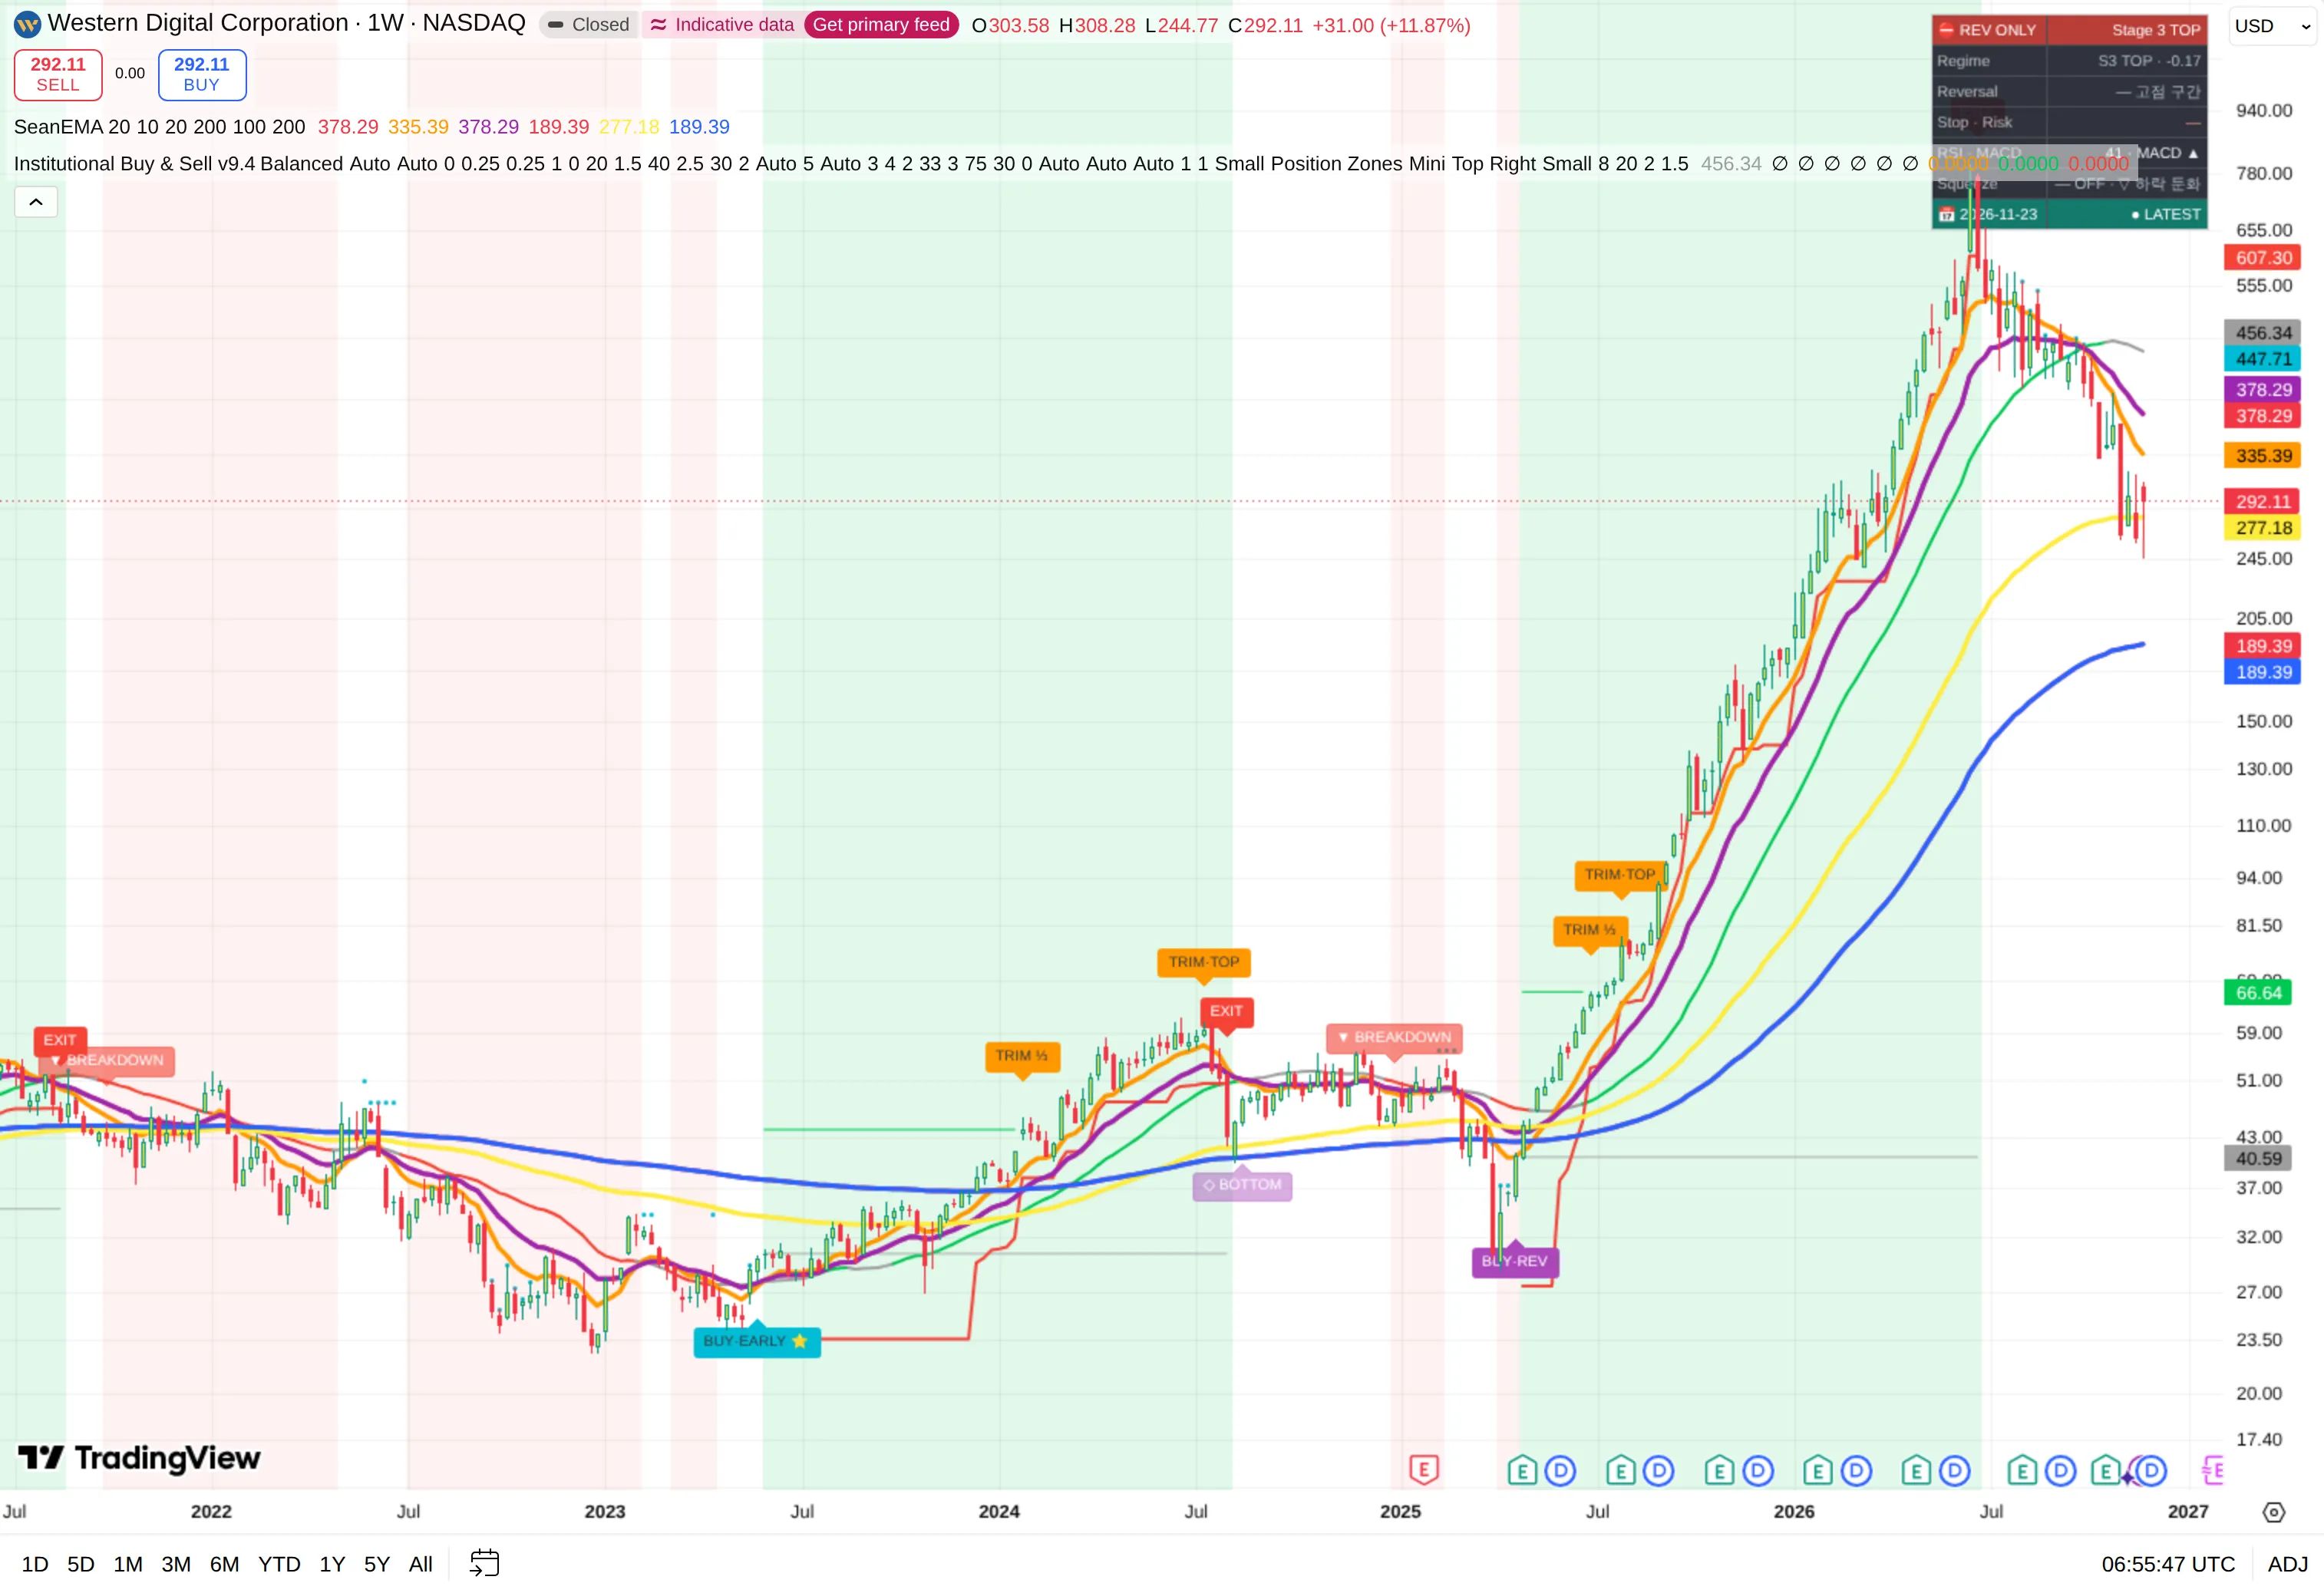 Western Digital Corporation · 1W · NASDAQ
Closed
Indicative data
Get primary feed
O303.58 H308.28 L244.77 C292.11 +31.00 (+11.87%)
USD
292.11
SELL
0.00
292.11
BUY
SeanEMA 20 10 20 200 100 200 378.29 335.39 378.29 189.39 277.18 189.39
Institutional Buy & Sell v9.4 Balanced Auto Auto 0 0.25 0.25 1 0 20 1.5 40 2.5 30 2 Auto 5 Auto 3 4 2 33 3 75 30 0 Auto Auto Auto 1 1 Small Position Zones Mini Top Right Small 8 20 2 1.5 456.34 ∅ ∅ ∅ ∅ ∅ ∅ 0.0000 0.0000 0.0000
REV ONLY Stage 3 TOP
Regime S3 TOP · -0.17
Reversal — 고점 구간
Stop · Risk —
RSI · MACD 41 · MACD ▲
Squeeze — OFF · ▽ 하락 둔화
2026-11-23 ● LATEST
940.00
780.00
655.00
607.30
555.00
456.34
447.71
378.29
378.29
335.39
292.11
277.18
245.00
205.00
189.39
189.39
150.00
130.00
110.00
94.00
81.50
66.64
59.00
51.00
43.00
40.59
37.00
32.00
27.00
23.50
20.00
17.40
TRIM-TOP
TRIM ⅓
TRIM-TOP
EXIT
▼ BREAKDOWN
EXIT
▼ BREAKDOWN
TRIM ⅓
◇ BOTTOM
BUY-REV
BUY-EARLY ⭐
TradingView
E
E D E D E D E D E D E D E D E
Jul 2022 Jul 2023 Jul 2024 Jul 2025 Jul 2026 Jul 2027
1D 5D 1M 3M 6M YTD 1Y 5Y All
06:55:47 UTC ADJ